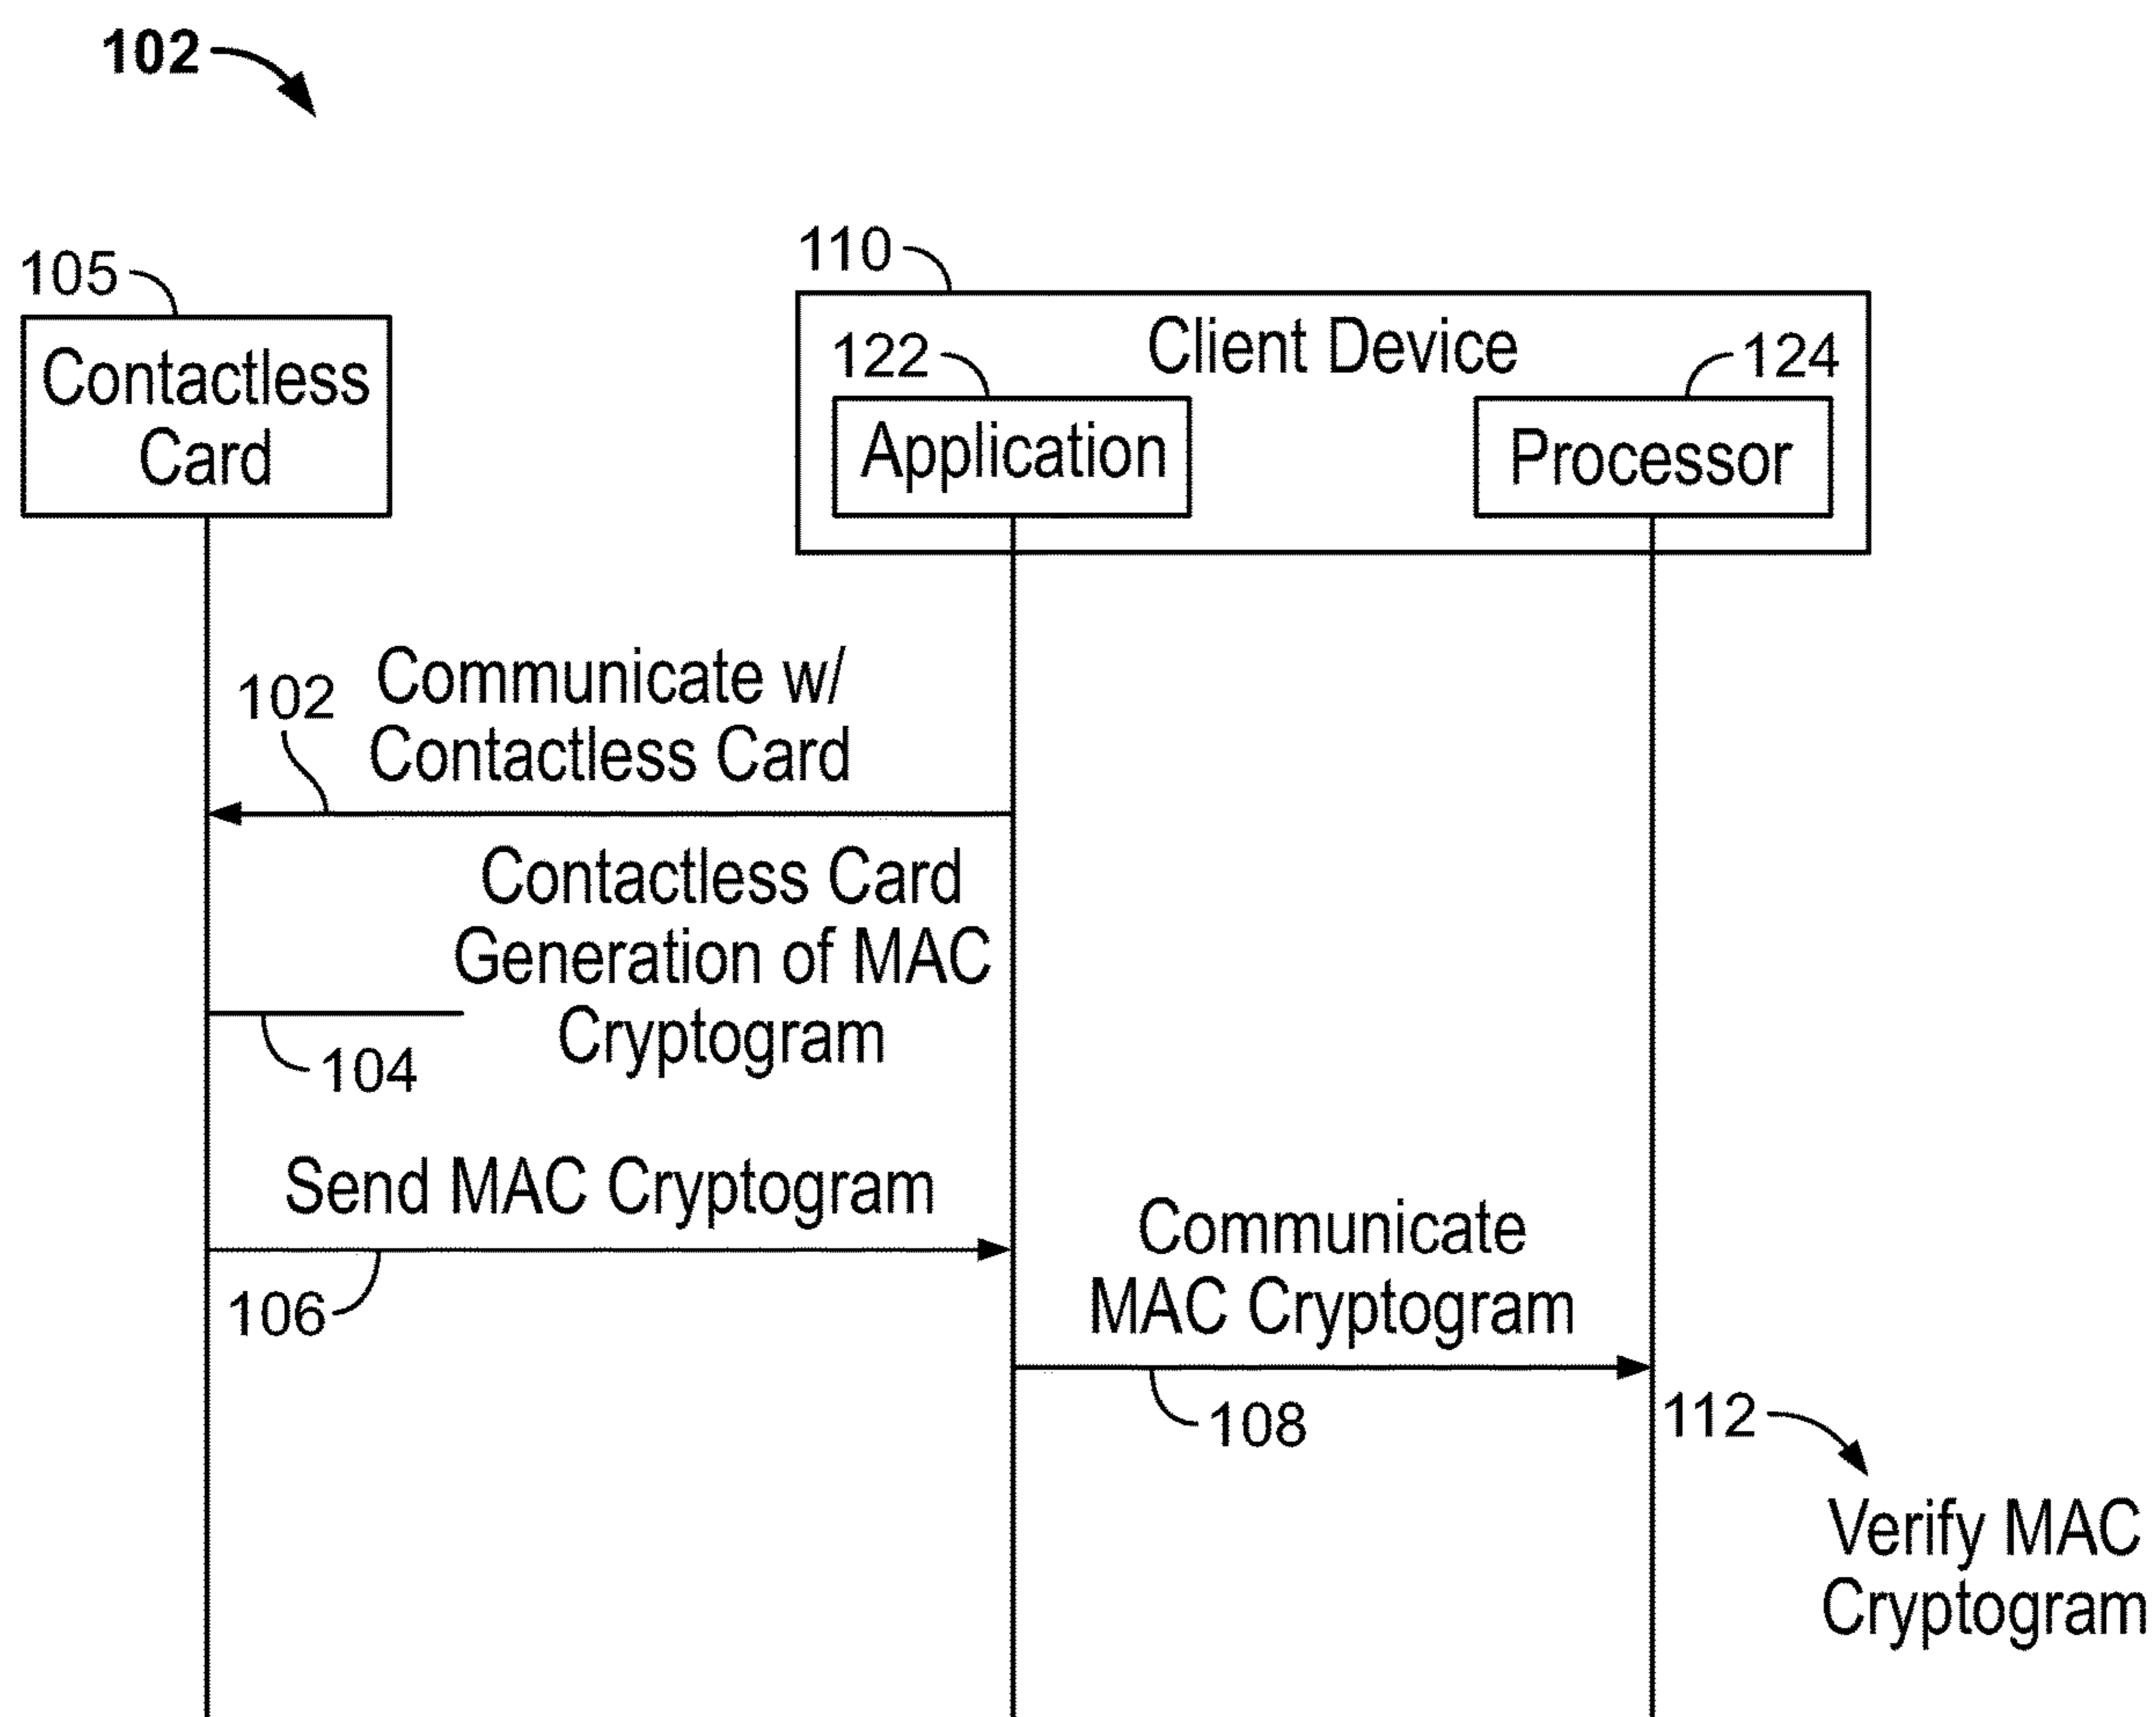 102
105
Contactless
Card
110
Client Device
122
Application
124
Processor
102
Communicate w/
Contactless Card
Contactless Card
Generation of MAC
Cryptogram
104
Send MAC Cryptogram
106
Communicate
MAC Cryptogram
108
112
Verify MAC
Cryptogram